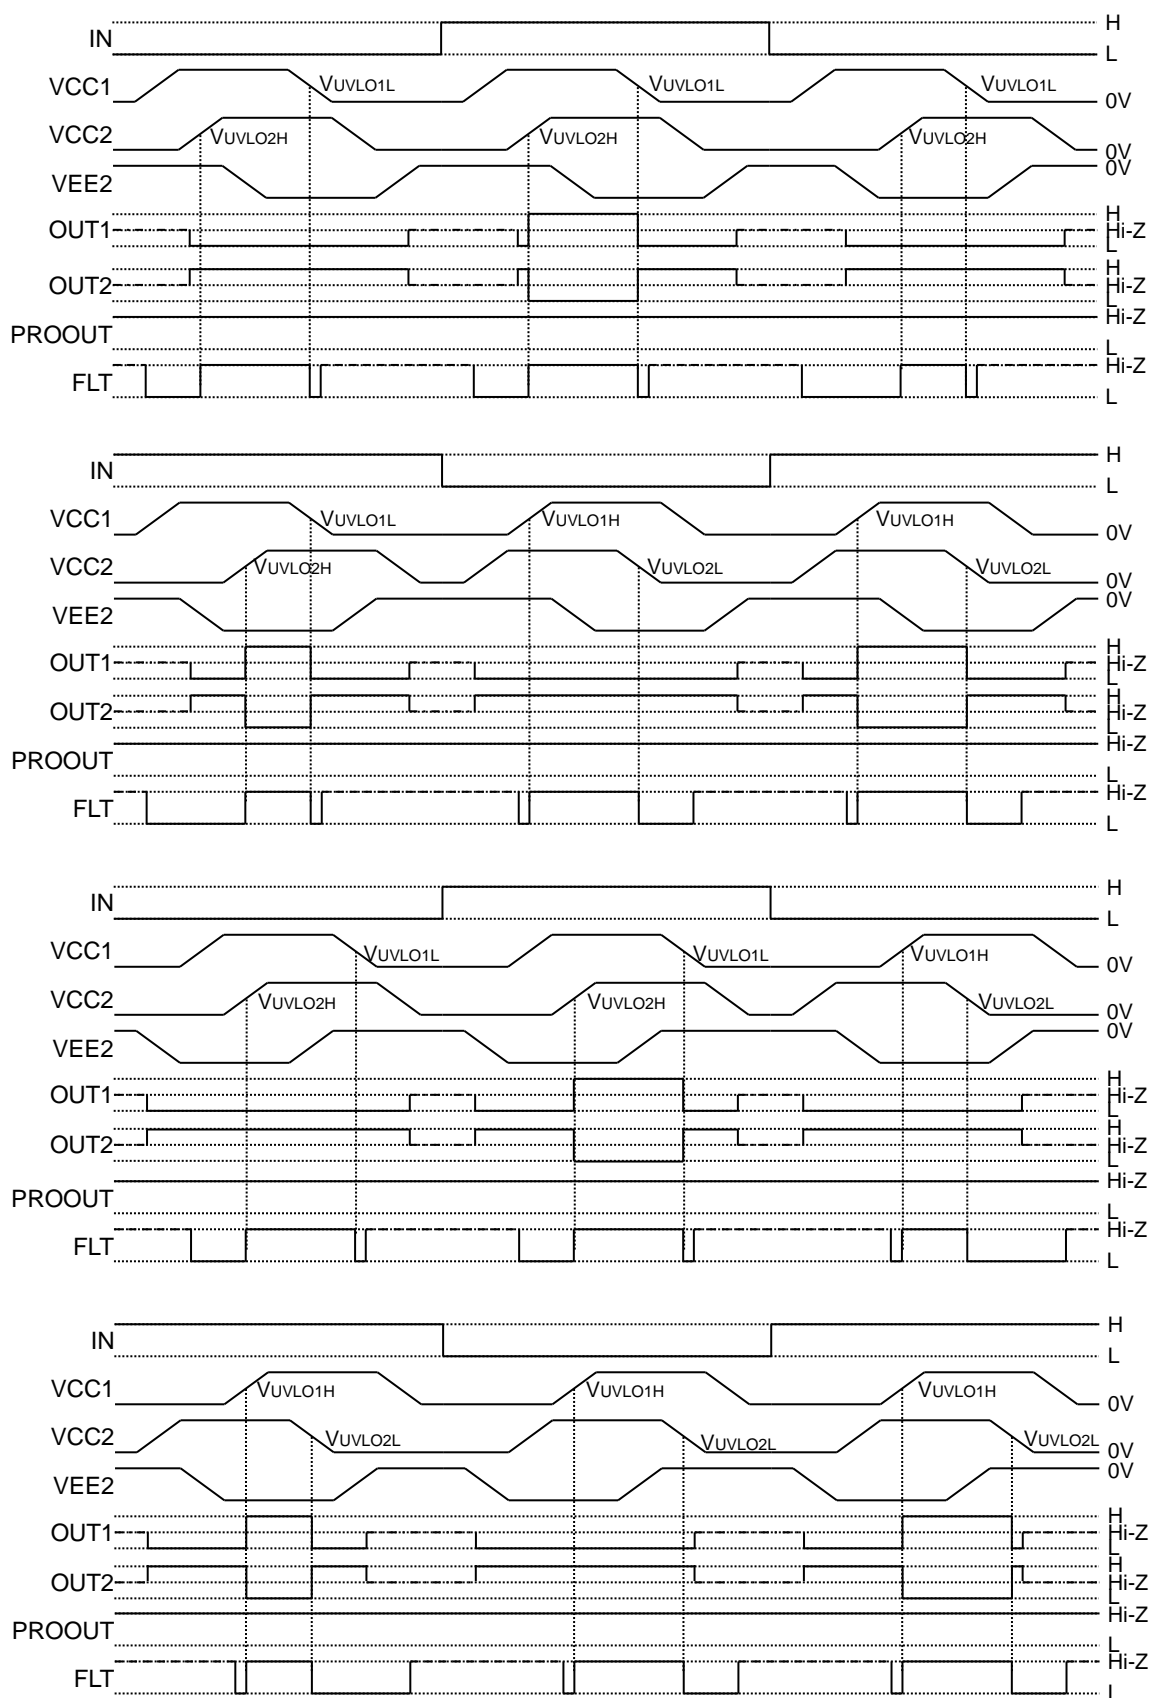 H
IN
L
VCC1
VUVLO1L
VUVLO1L
VUVLO1L
0V
VCC2
VUVLO2H
VUVLO2H
VUVLO2H
0V
0V
VEE2
H
OUT1
Hi-Z
L
H
OUT2
Hi-Z
L
Hi-Z
PROOUT
L
Hi-Z
FLT
L
H
IN
L
VCC1
VUVLO1L
VUVLO1H
VUVLO1H
0V
VCC2
VUVLO2H
VUVLO2L
VUVLO2L
0V
0V
VEE2
H
OUT1
Hi-Z
L
H
OUT2
Hi-Z
L
Hi-Z
PROOUT
L
Hi-Z
FLT
L
H
IN
L
VCC1
VUVLO1L
VUVLO1L
VUVLO1H
0V
VCC2
VUVLO2H
VUVLO2H
VUVLO2L
0V
0V
VEE2
H
OUT1
Hi-Z
L
H
OUT2
Hi-Z
L
Hi-Z
PROOUT
L
Hi-Z
FLT
L
H
IN
L
VCC1
VUVLO1H
VUVLO1H
VUVLO1H
0V
VCC2
VUVLO2L
VUVLO2L
VUVLO2L
0V
0V
VEE2
H
OUT1
Hi-Z
L
H
OUT2
Hi-Z
L
Hi-Z
PROOUT
L
Hi-Z
FLT
L